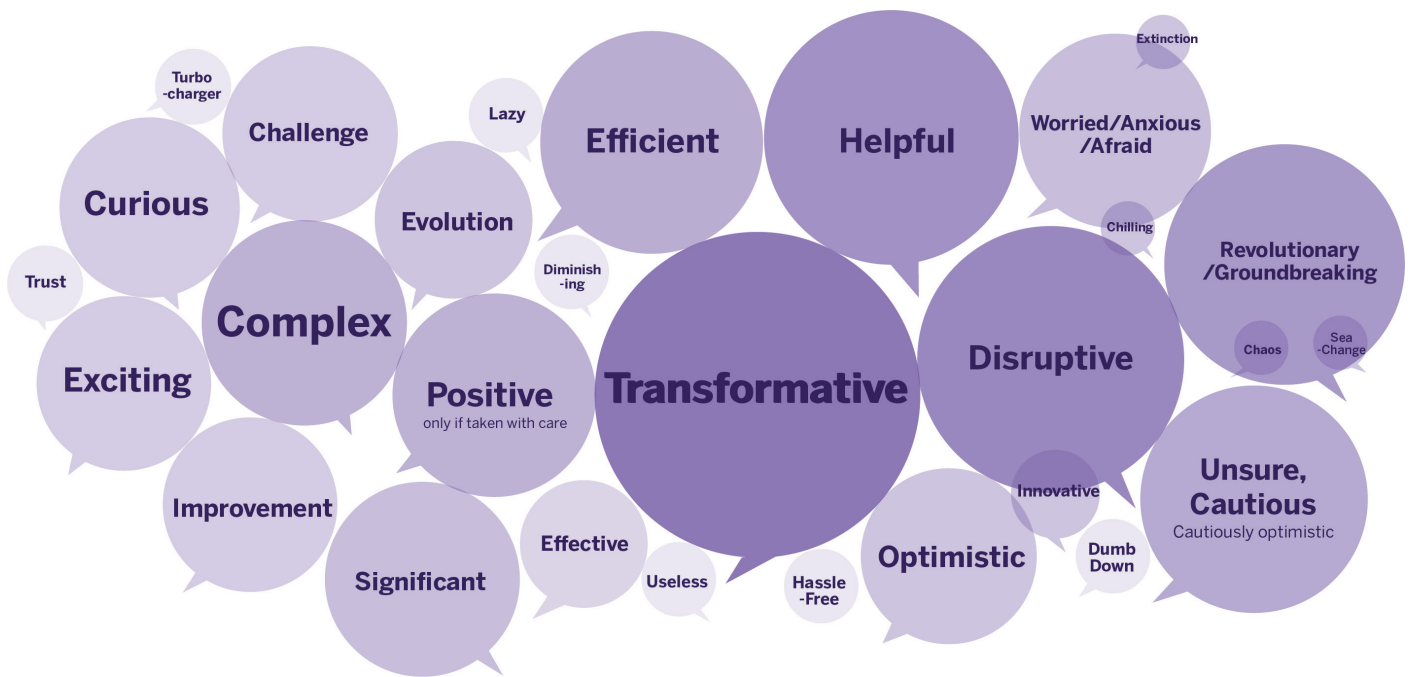 Extinction
Turbo
-charger
Lazy
Challenge
Efficient
Helpful
Worried/Anxious
/Afraid
Curious
Evolution
Chilling
Revolutionary
/Groundbreaking
Trust
Diminish
-ing
Complex
Chaos
Sea
-Change
Exciting
Positive
only if taken with care
Transformative
Disruptive
Improvement
Innovative
Unsure,
Cautious
Cautiously optimistic
Significant
Effective
Useless
Hassle
-Free
Optimistic
Dumb
Down